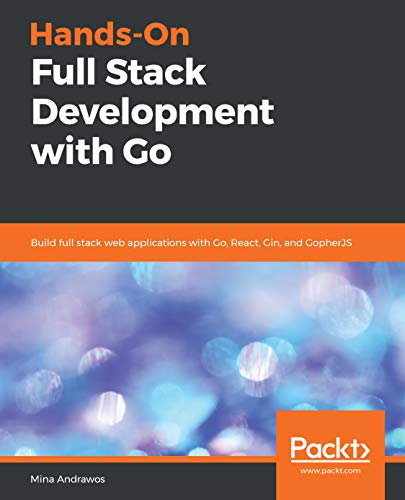 Hands-On
Full Stack
Development
with Go
Build full stack web applications with Go, React, Gin, and GopherJS
Packt>
www.packt.com
Mina Andrawos